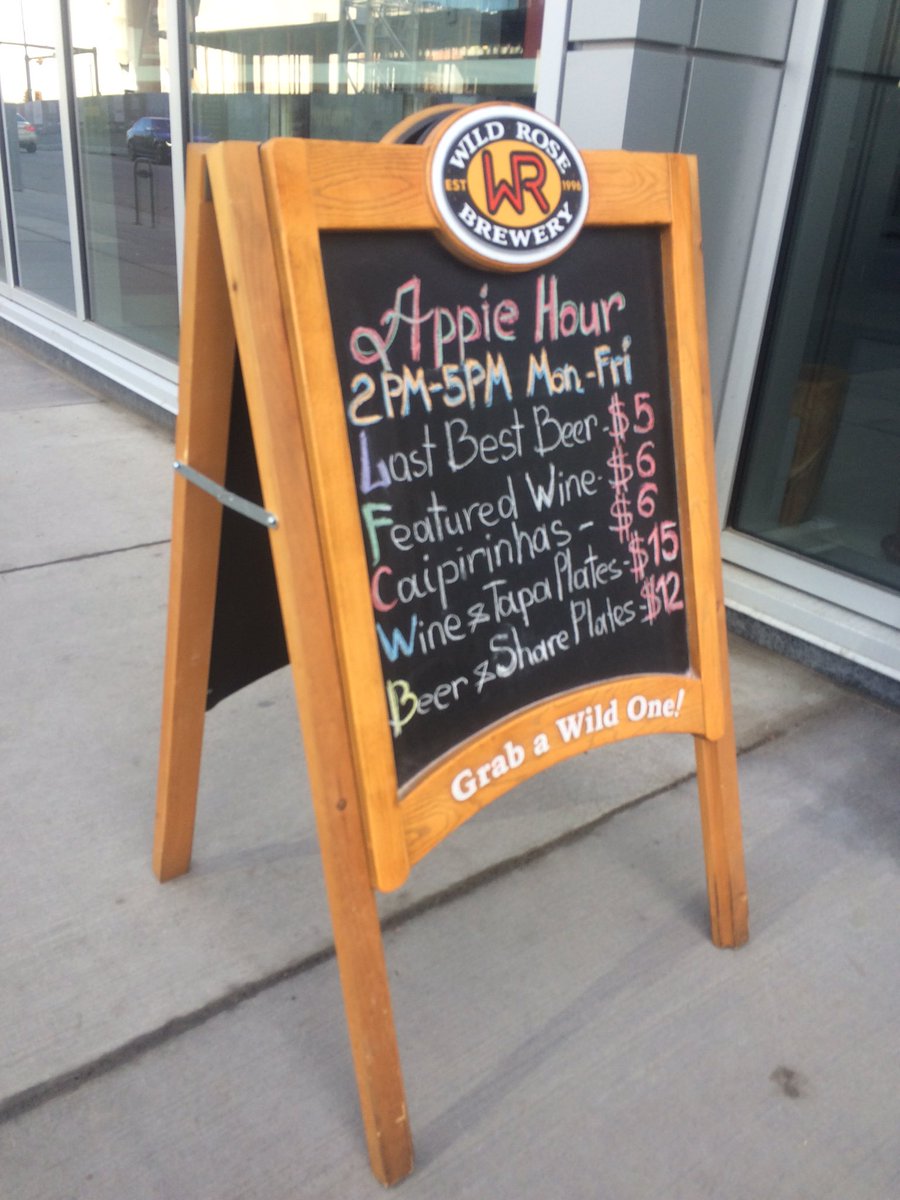 WILD ROSE
EST WR 1996
BREWERY
Appie Hour
2PM-5PM Mon.-Fri
Last Best Beer-$5
Featured Wine-$6
Caipirinhas-$6
Wine & Tapa Plates-$15
Beer & Share Plates-$12
Grab a Wild One!